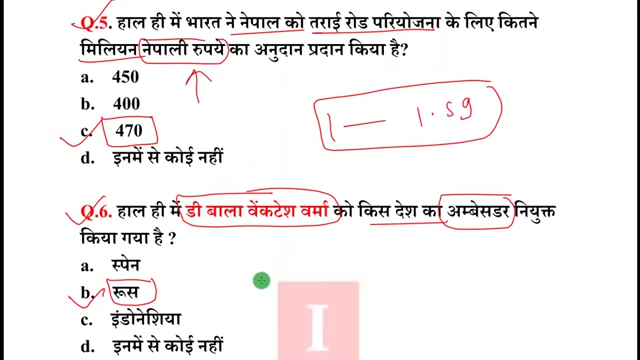 Q.5 हाल ही में भारत ने नेपाल को तराई रोड परियोजना के लिए कितने
मिलियन नेपाली रुपये का अनुदान प्रदान किया है?
a. 450
b. 400
c. 470
d. इनमें से कोई नहीं
1 — 1.59
Q.6. हाल ही में डी बाला वेंकटेश वर्मा को किस देश का अम्बेसडर नियुक्त
किया गया है ?
a. स्पेन
b. रूस
c. इंडोनेशिया
d. इनमें से कोई नहीं
I